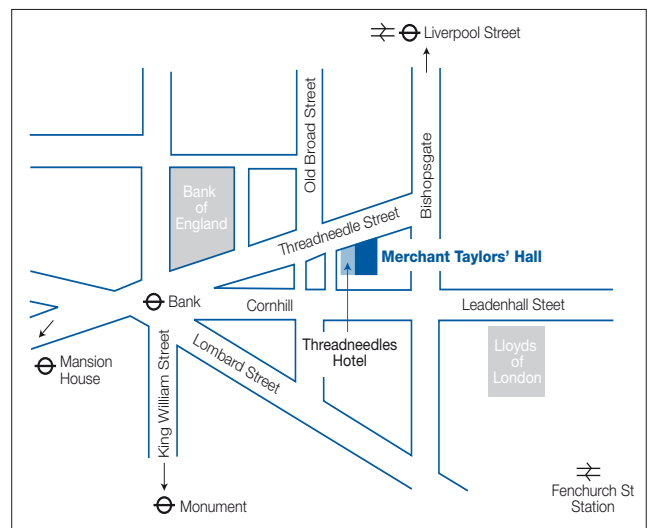 Liverpool Street
Old Broad Street
Bishopsgate
Bank
of
England
Threadneedle Street
Merchant Taylors' Hall
Bank
Cornhill
Leadenhall Steet
Threadneedles
Hotel
Lombard Street
Lloyds
of
London
Mansion
House
King William Street
Monument
Fenchurch St
Station